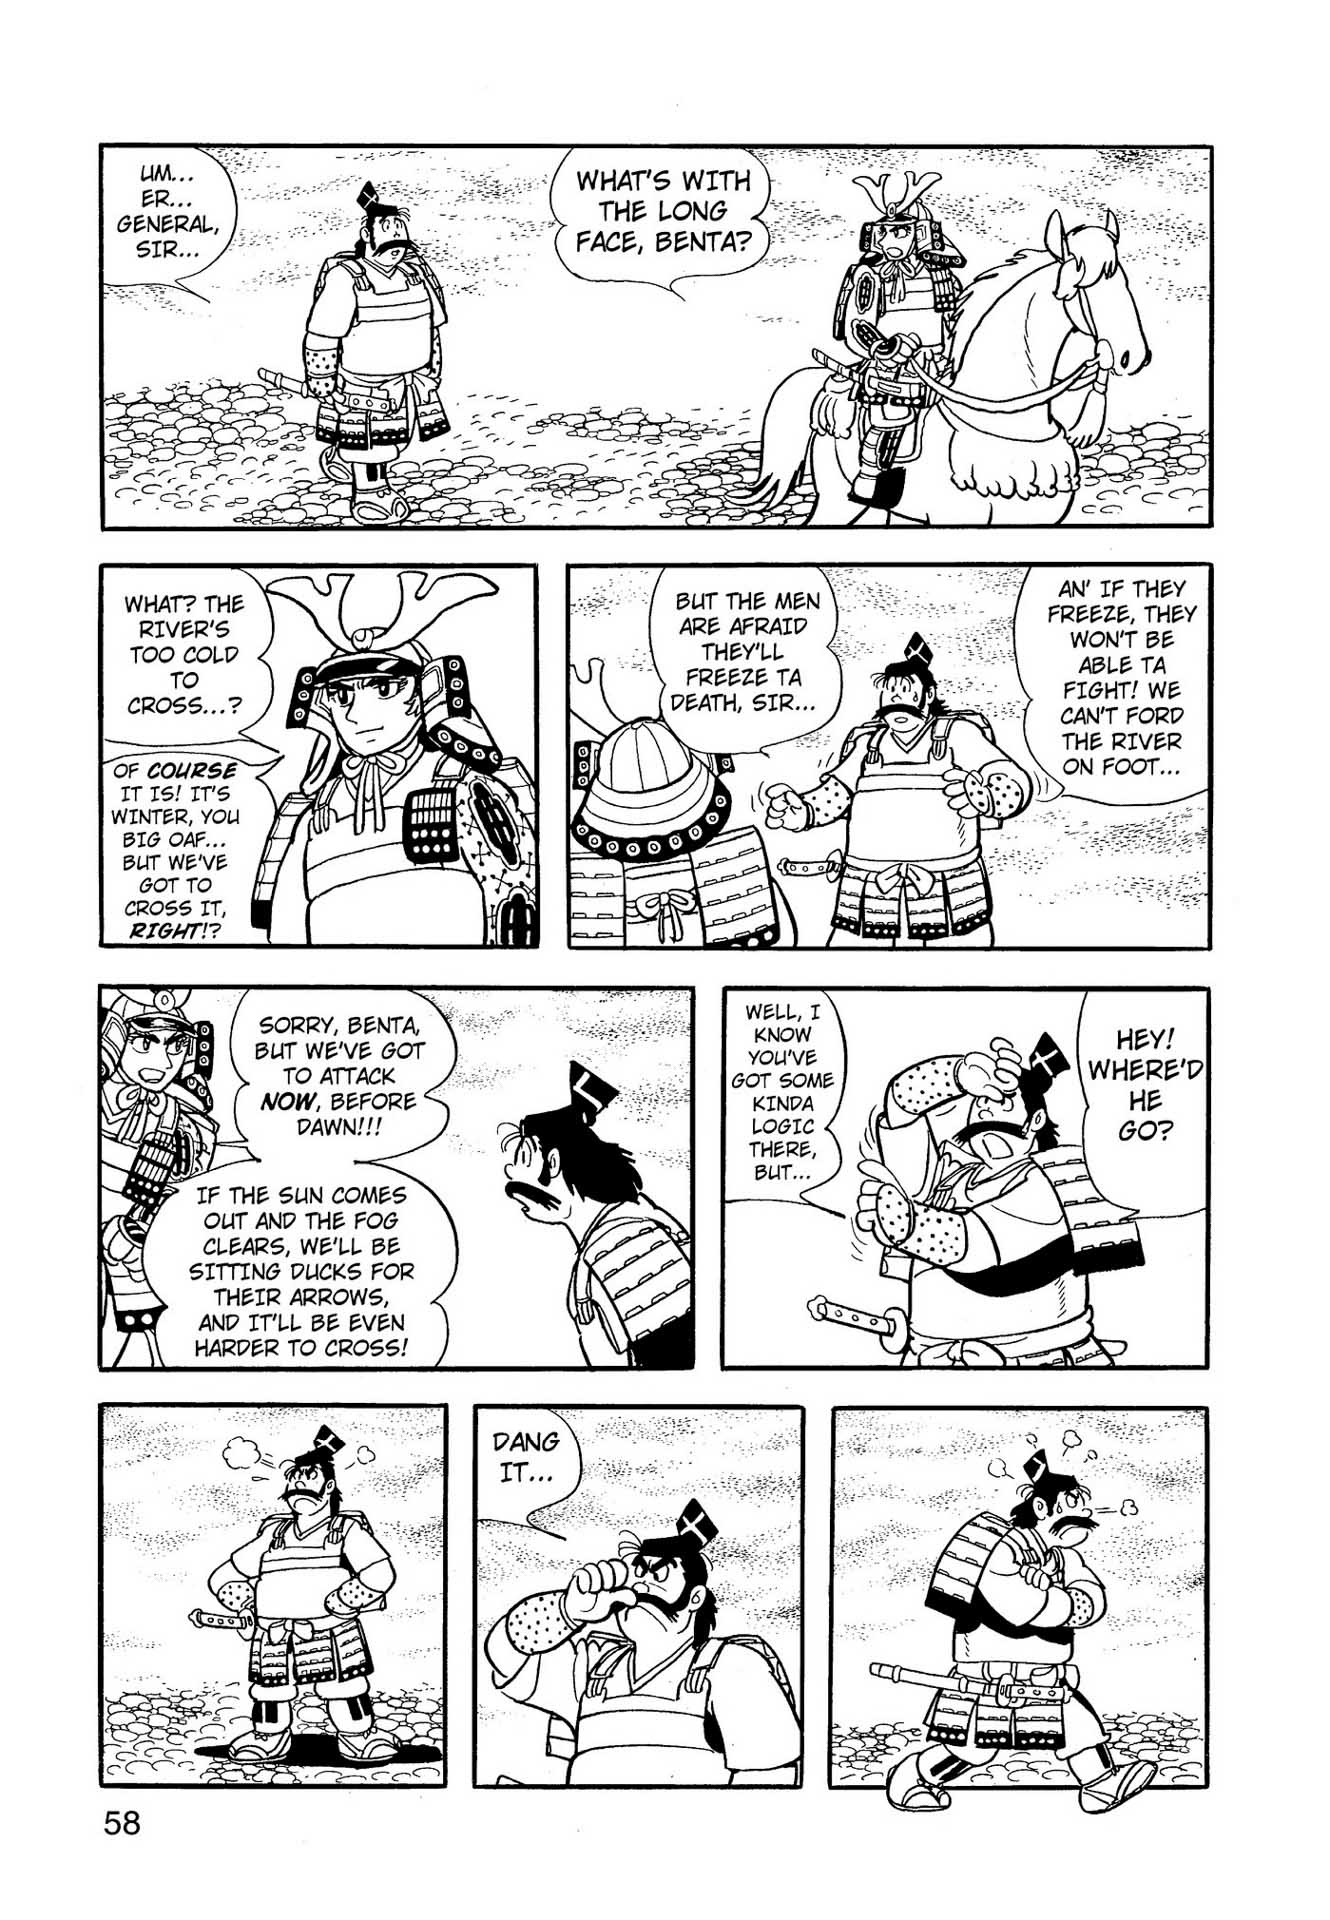 UM...
ER...
GENERAL,
SIR...
WHAT'S WITH
THE LONG
FACE, BENTA?
WHAT? THE
RIVER'S
TOO COLD
TO
CROSS...?
OF COURSE
IT IS! IT'S
WINTER, YOU
BIG OAF...
BUT WE'VE
GOT TO
CROSS IT,
RIGHT!?
BUT THE MEN
ARE AFRAID
THEY'LL
FREEZE TA
DEATH, SIR...
AN' IF THEY
FREEZE, THEY
WON'T BE
ABLE TA
FIGHT! WE
CAN'T FORD
THE RIVER
ON FOOT...
SORRY, BENTA,
BUT WE'VE GOT
TO ATTACK
NOW, BEFORE
DAWN!!!
IF THE SUN COMES
OUT AND THE FOG
CLEARS, WE'LL BE
SITTING DUCKS FOR
THEIR ARROWS,
AND IT'LL BE EVEN
HARDER TO CROSS!
WELL, I
KNOW
YOU'VE
GOT SOME
KINDA
LOGIC
THERE,
BUT...
HEY!
WHERE'D
HE
GO?
DANG
IT...
58